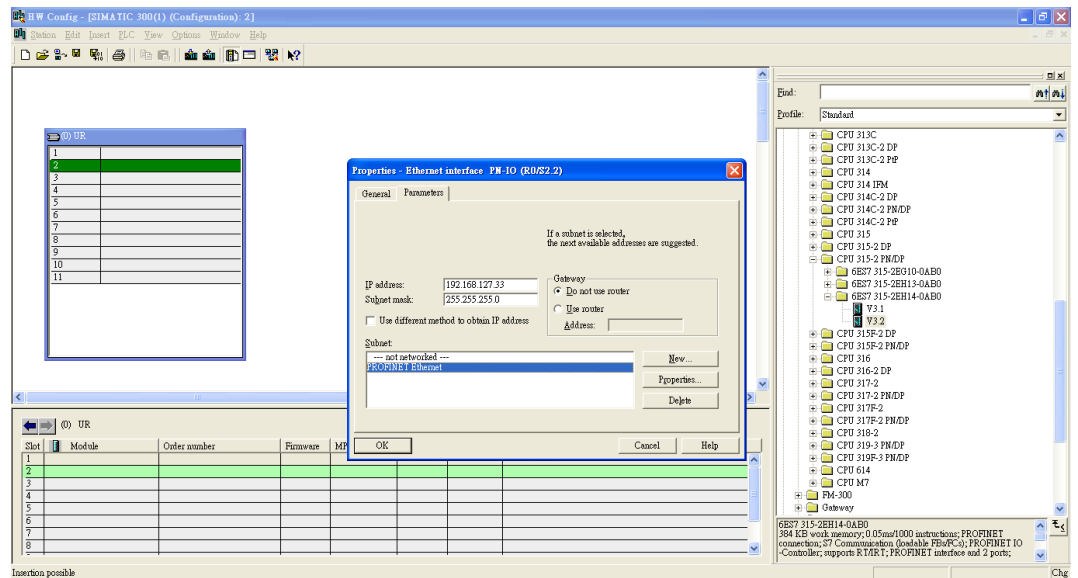 HW Config - [SIMATIC 300(1) (Configuration): 2]
Station Edit Insert PLC View Options Window Help
(0) UR
1
2
3
4
5
6
7
8
9
10
11
Properties - Ethernet interface PN-IO (R0/S2.2)
General Parameters
If a subnet is selected,
the next available addresses are suggested.
IP address: 192.168.127.33
Subnet mask: 255.255.255.0
Use different method to obtain IP address
Gateway
Do not use router
Use router
Address:
Subnet:
--- not networked ---
PROFINET Ethernet
New...
Properties...
Delete
OK Cancel Help
(0) UR
Slot Module Order number Firmware MP
1
2
3
4
5
6
7
8
Find:
Profile: Standard
CPU 313C
CPU 313C-2 DP
CPU 313C-2 PtP
CPU 314
CPU 314 IFM
CPU 314C-2 DP
CPU 314C-2 PN/DP
CPU 314C-2 PtP
CPU 315
CPU 315-2 DP
CPU 315-2 PN/DP
6ES7 315-2EG10-0AB0
6ES7 315-2EH13-0AB0
6ES7 315-2EH14-0AB0
V3.1
V3.2
CPU 315F-2 DP
CPU 315F-2 PN/DP
CPU 316
CPU 316-2 DP
CPU 317-2
CPU 317-2 PN/DP
CPU 317F-2
CPU 317F-2 PN/DP
CPU 318-2
CPU 319-3 PN/DP
CPU 319F-3 PN/DP
CPU 614
CPU M7
FM-300
Gateway
6ES7 315-2EH14-0AB0
384 KB work memory; 0.05ms/1000 instructions; PROFINET
connection; S7 Communication (loadable FBs/FCs); PROFINET IO
-Controller; supports RT/IRT; PROFINET interface and 2 ports;
Insertion possible Chg